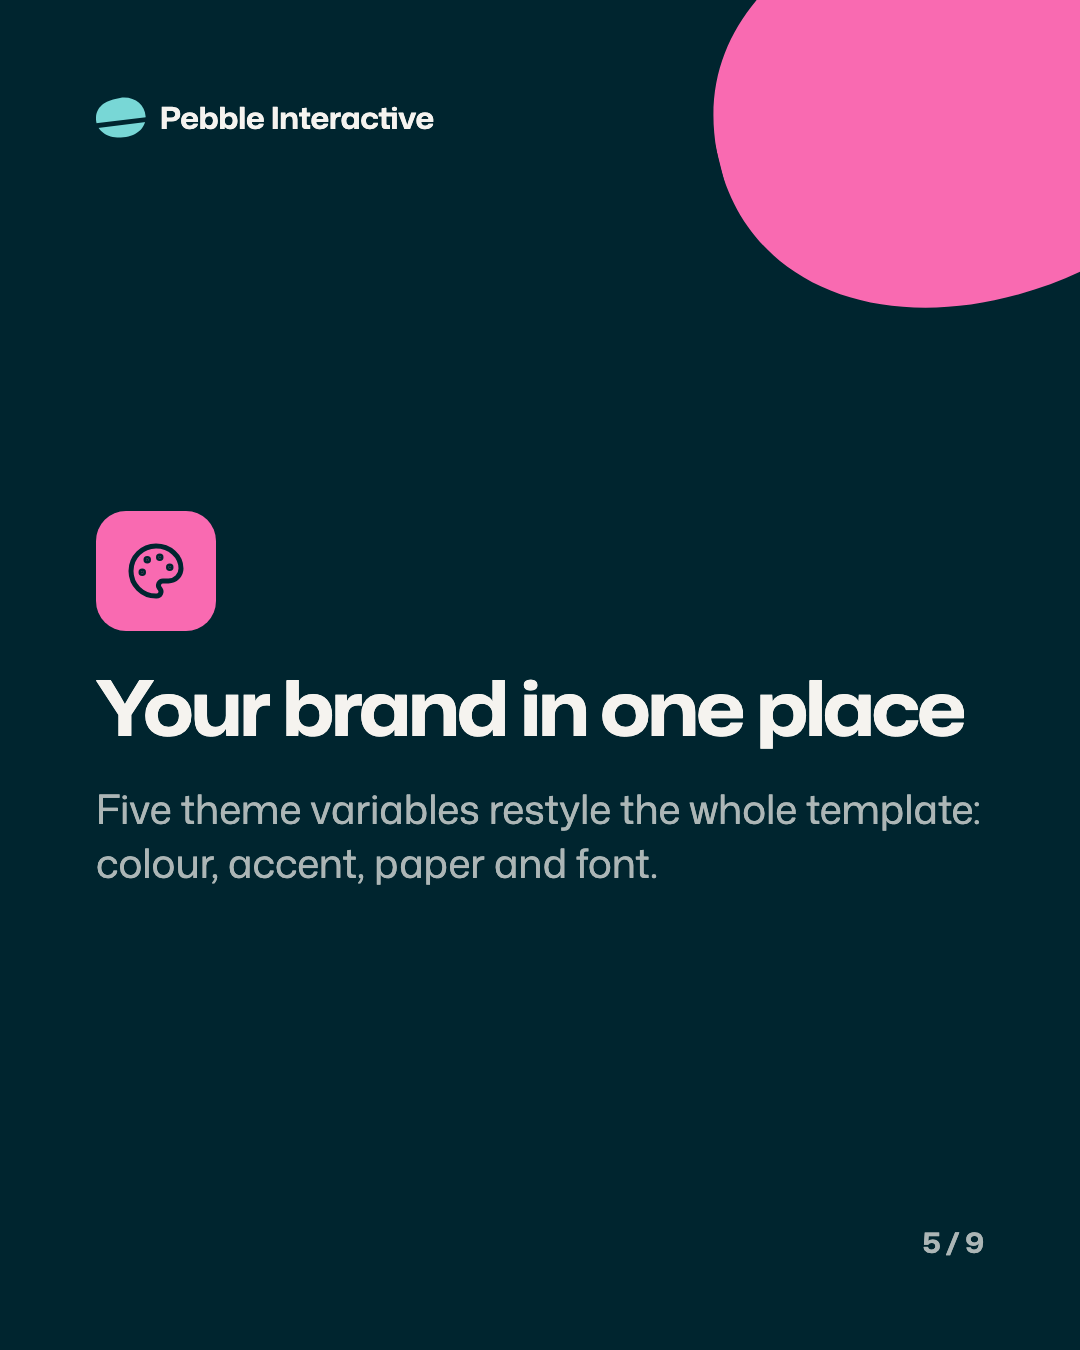 Pebble Interactive
Your brand in one place
Five theme variables restyle the whole template:
colour, accent, paper and font.
5 / 9